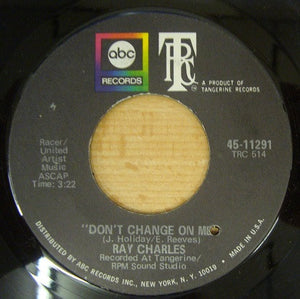 abc
RECORDS
TRC
A PRODUCT OF
TANGERINE RECORDS
Racer/
United
Artist
Music
ASCAP
Time: 3:22
45-11291
TRC 514
"DON'T CHANGE ON ME"
(J. Holiday/E. Reeves)
RAY CHARLES
Recorded At Tangerine/
RPM Sound Studio
DISTRIBUTED BY ABC RECORDS INC., NEW YORK, N.Y. 10019 • MADE IN U.S.A.